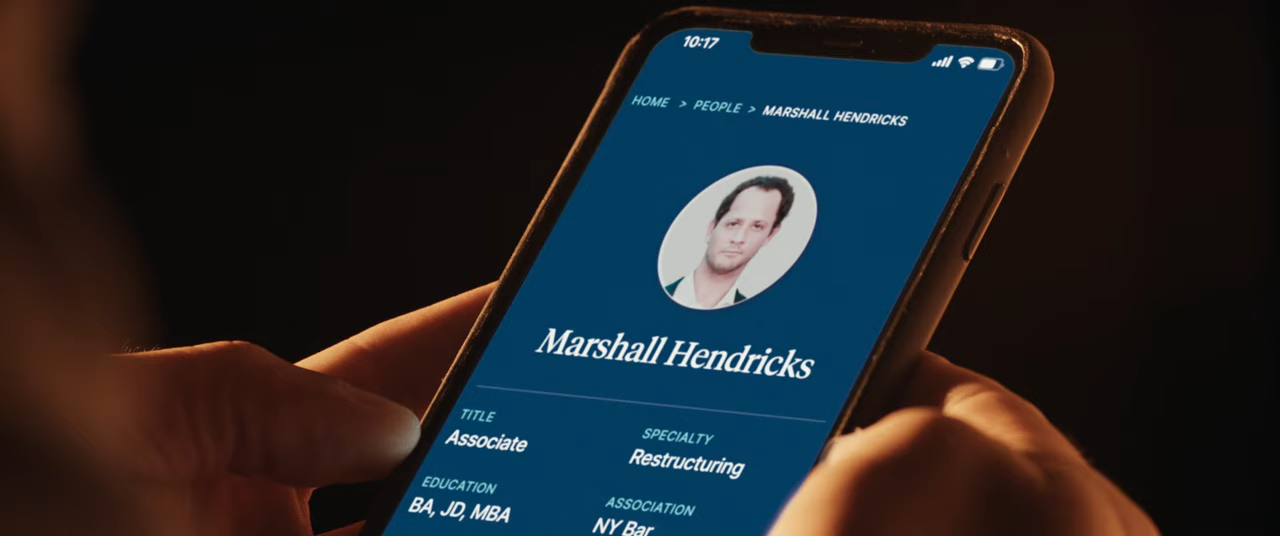 10:17
HOME > PEOPLE > MARSHALL HENDRICKS
Marshall Hendricks
TITLE
Associate
SPECIALTY
Restructuring
EDUCATION
BA, JD, MBA
ASSOCIATION
NY Bar